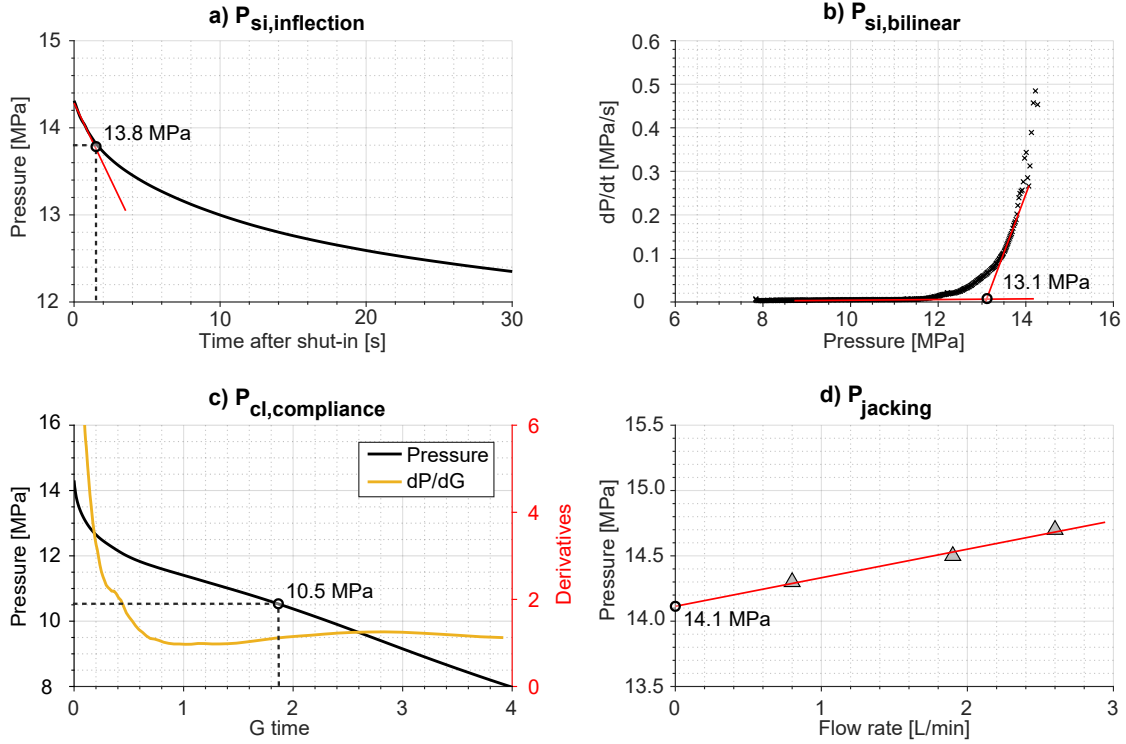 a) P si,inflection
15
14
13
12
Pressure [MPa]
13.8 MPa
0 10 20 30
Time after shut-in [s]
b) P si,bilinear
0.6
0.5
0.4
0.3
0.2
0.1
0
dP/dt [MPa/s]
13.1 MPa
6 8 10 12 14 16
Pressure [MPa]
c) P cl,compliance
16
14
12
10
8
Pressure [MPa]
Pressure
dP/dG
10.5 MPa
6
4
2
0
Derivatives
0 1 2 3 4
G time
d) P jacking
15.5
15.0
14.5
14.0
13.5
Pressure [MPa]
14.1 MPa
0 1 2 3
Flow rate [L/min]